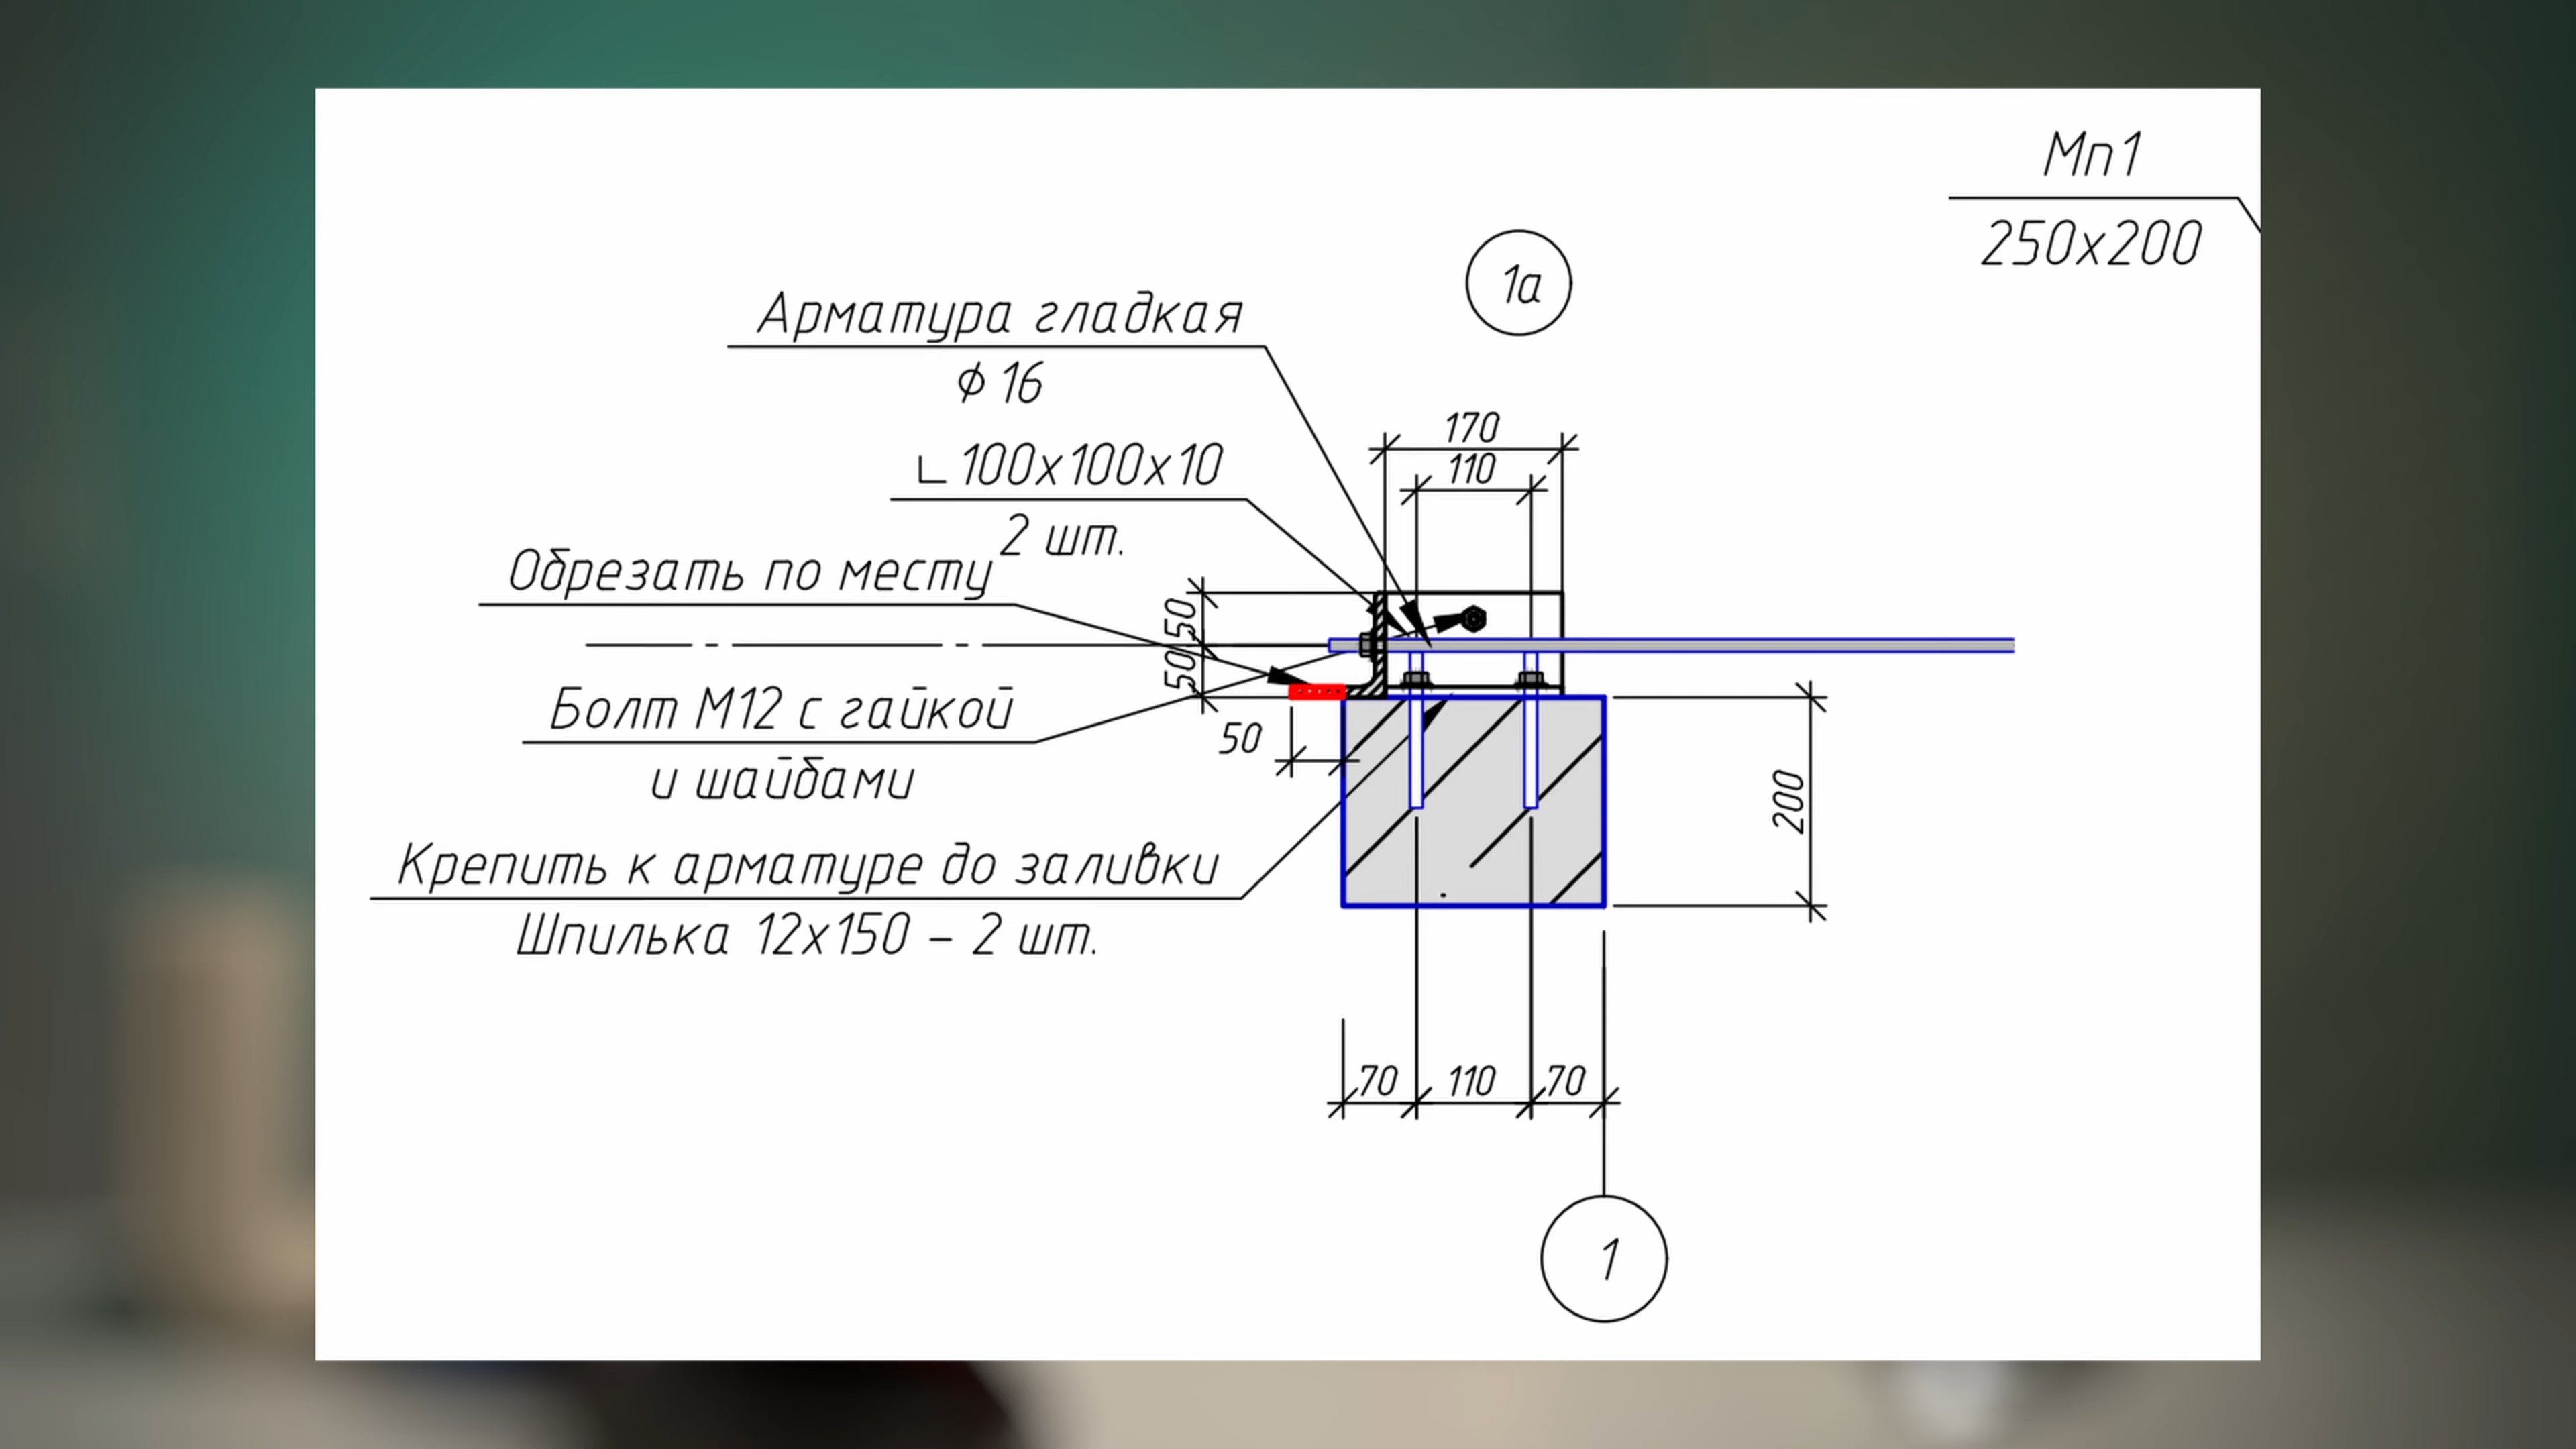 Мп1
250х200
1а
Арматура гладкая
ϕ 16
∟100х100х10
2 шт.
Обрезать по месту
Болт М12 с гайкой
и шайбами
Крепить к арматуре до заливки
Шпилька 12х150 – 2 шт.
170
110
50
50
50
200
70
110
70
1